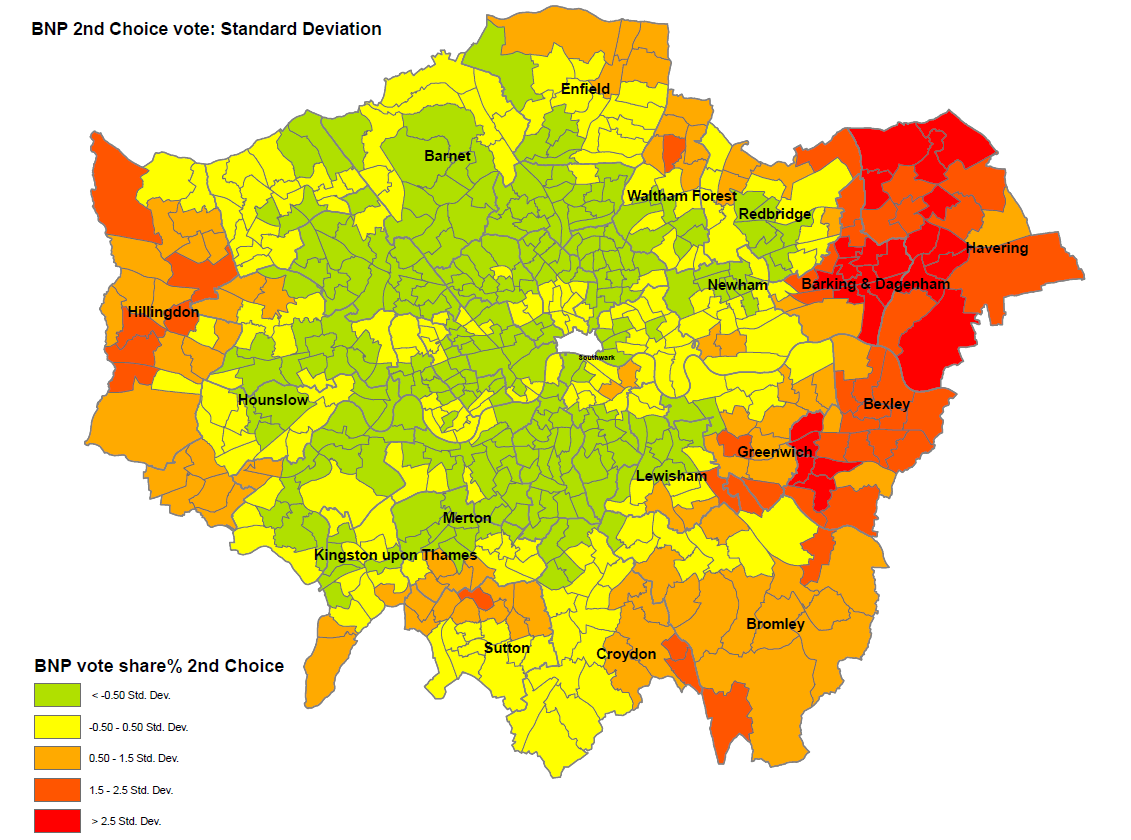 BNP 2nd Choice vote: Standard Deviation
Enfield
Barnet
Waltham Forest
Redbridge
Havering
Newham
Barking & Dagenham
Hillingdon
Southwark
Hounslow
Bexley
Greenwich
Lewisham
Merton
Kingston upon Thames
Bromley
Sutton
Croydon
BNP vote share% 2nd Choice
< -0.50 Std. Dev.
-0.50 - 0.50 Std. Dev.
0.50 - 1.5 Std. Dev.
1.5 - 2.5 Std. Dev.
> 2.5 Std. Dev.